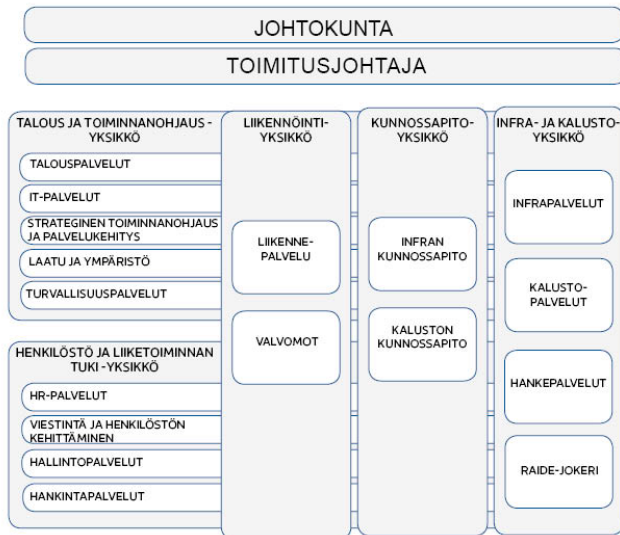 JOHTOKUNTA
TOIMITUSJOHTAJA
TALOUS JA TOIMINNANOHJAUS -
YKSIKKÖ
TALOUSPALVELUT
IT-PALVELUT
STRATEGINEN TOIMINNANOHJAUS
JA PALVELUKEHITYS
LAATU JA YMPÄRISTÖ
TURVALLISUUSPALVELUT
HENKILÖSTÖ JA LIIKETOIMINNAN
TUKI -YKSIKKÖ
HR-PALVELUT
VIESTINTÄ JA HENKILÖSTÖN
KEHITTÄMINEN
HALLINTOPALVELUT
HANKINTAPALVELUT
LIIKENNÖINTI-
YKSIKKÖ
LIIKENNE-
PALVELU
VALVOMOT
KUNNOSSAPITO-
YKSIKKÖ
INFRAN
KUNNOSSAPITO
KALUSTON
KUNNOSSAPITO
INFRA- JA KALUSTO-
YKSIKKÖ
INFRAPALVELUT
KALUSTO-
PALVELUT
HANKEPALVELUT
RAIDE-JOKERI